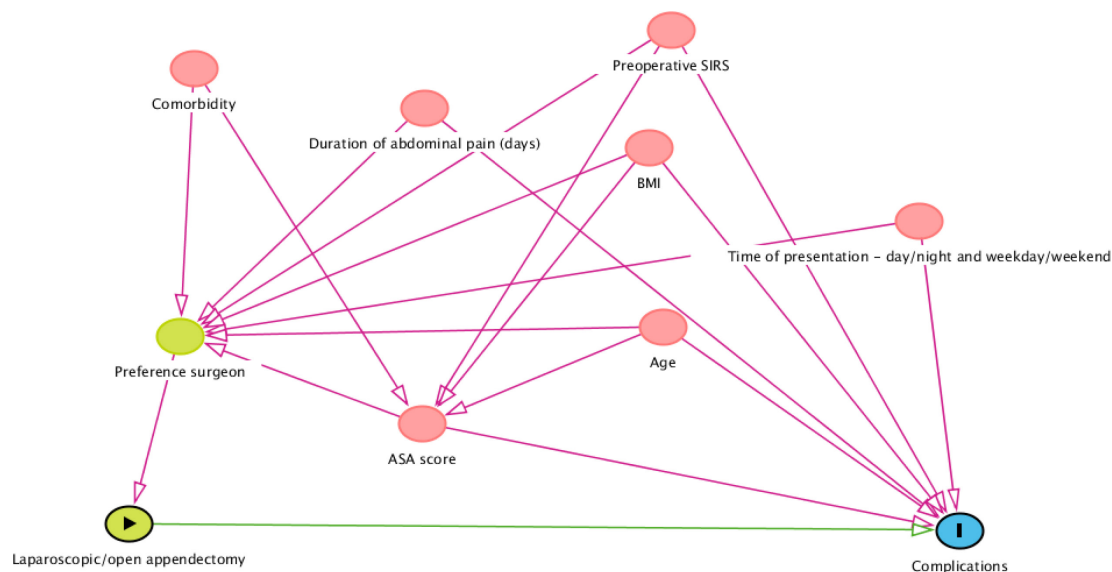 Preoperative SIRS
Comorbidity
Duration of abdominal pain (days)
BMI
Time of presentation - day/night and weekday/weekend
Preference surgeon
Age
ASA score
Laparoscopic/open appendectomy
Complications